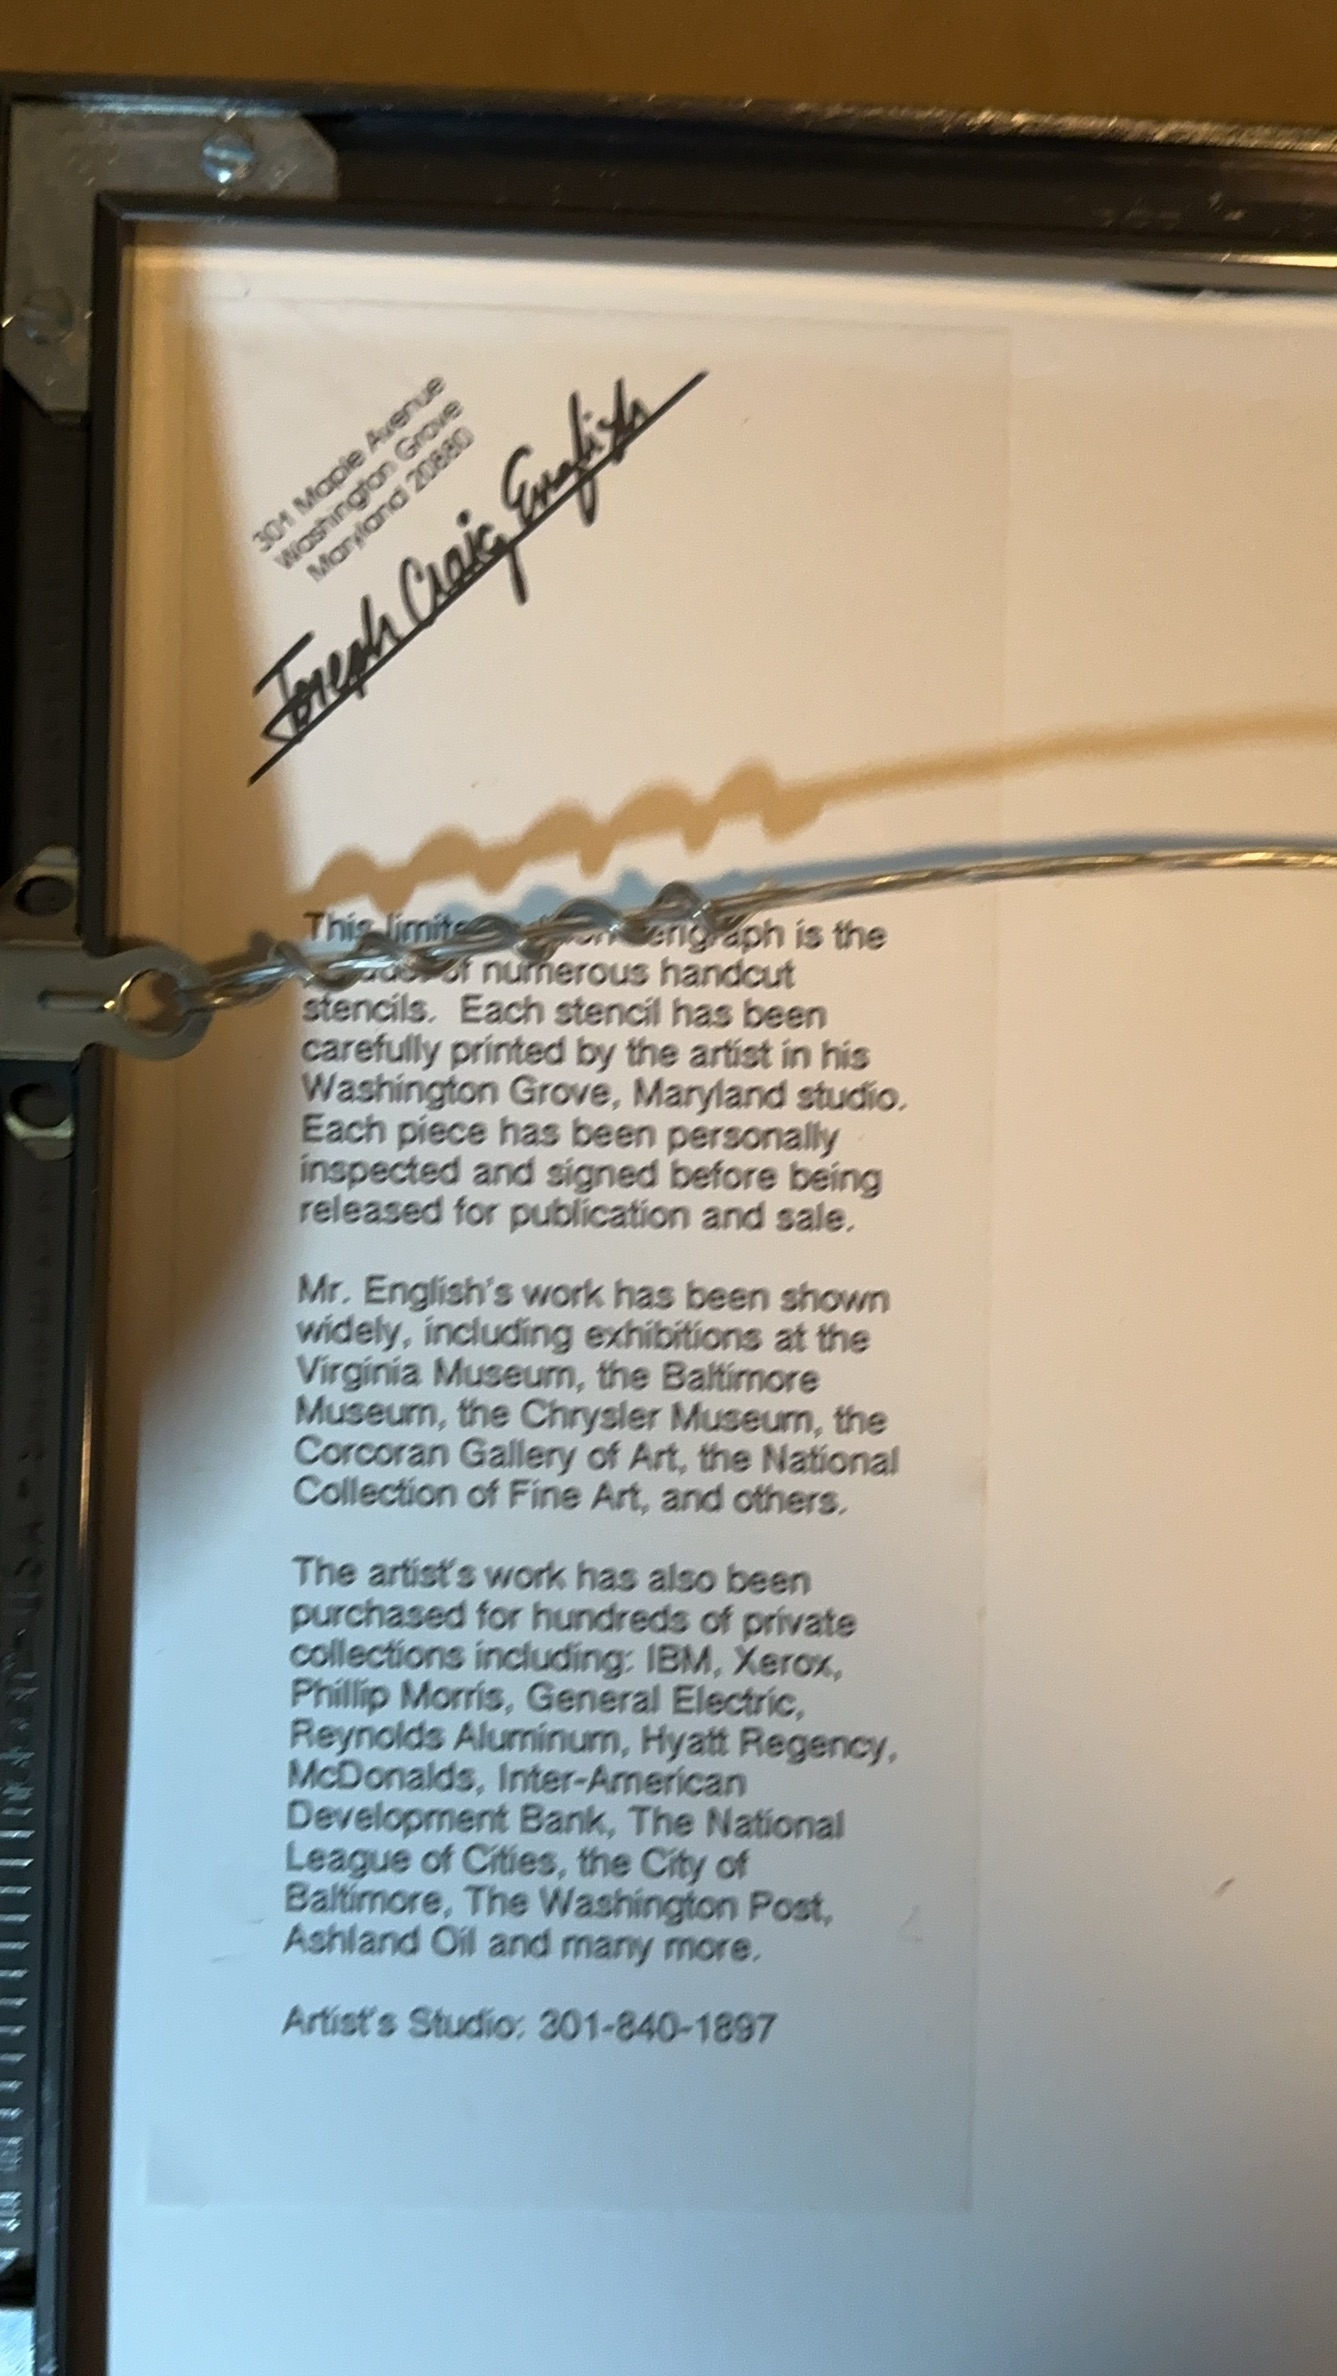 301 Maple Avenue
Washington Grove
Maryland 20880
Joseph Craig English
This limited edition serigraph is the
of numerous handcut
stencils. Each stencil has been
carefully printed by the artist in his
Washington Grove, Maryland studio.
Each piece has been personally
inspected and signed before being
released for publication and sale.
Mr. English's work has been shown
widely, including exhibitions at the
Virginia Museum, the Baltimore
Museum, the Chrysler Museum, the
Corcoran Gallery of Art, the National
Collection of Fine Art, and others.
The artist's work has also been
purchased for hundreds of private
collections including: IBM, Xerox,
Phillip Morris, General Electric,
Reynolds Aluminum, Hyatt Regency,
McDonalds, Inter-American
Development Bank, The National
League of Cities, the City of
Baltimore, The Washington Post,
Ashland Oil and many more.
Artist's Studio: 301-840-1897